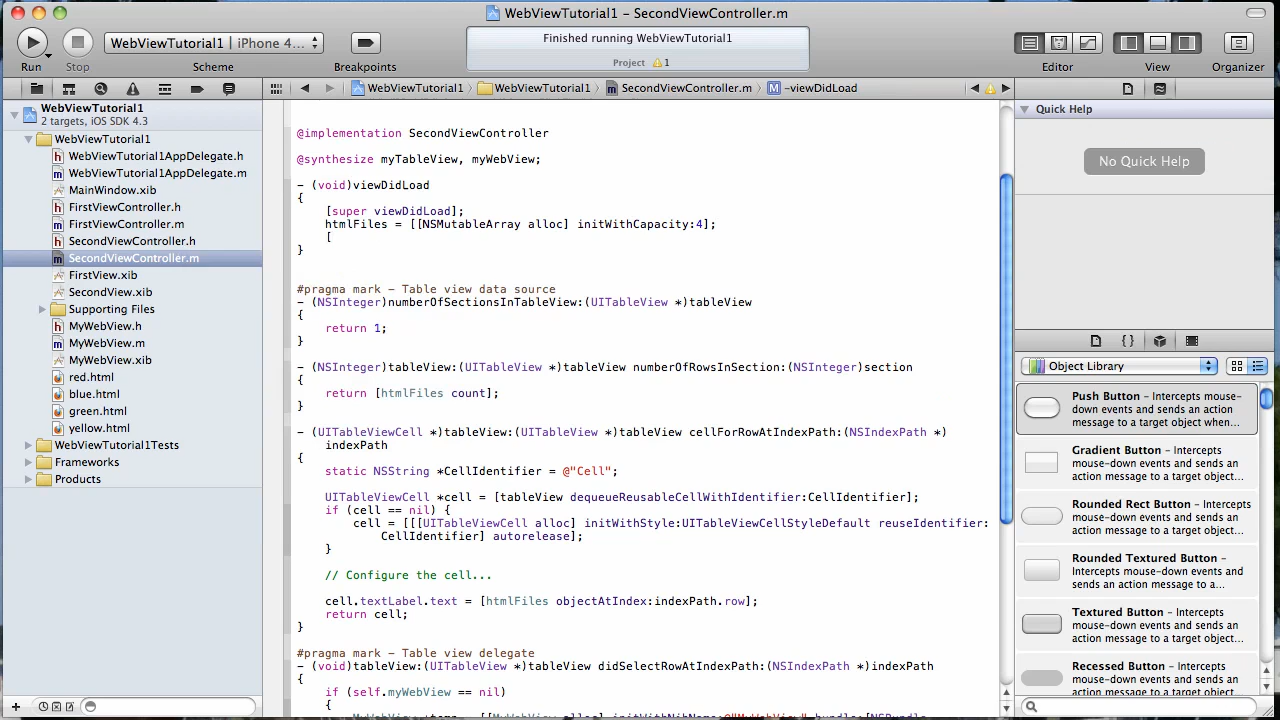 WebViewTutorial1 – SecondViewController.m
Run
Stop
WebViewTutorial1 | iPhone 4...
Scheme
Breakpoints
Finished running WebViewTutorial1
Project 1
Editor
View
Organizer
WebViewTutorial1
WebViewTutorial1
SecondViewController.m
M -viewDidLoad
WebViewTutorial1
2 targets, iOS SDK 4.3
WebViewTutorial1
h WebViewTutorial1AppDelegate.h
m WebViewTutorial1AppDelegate.m
MainWindow.xib
h FirstViewController.h
m FirstViewController.m
h SecondViewController.h
m SecondViewController.m
FirstView.xib
SecondView.xib
Supporting Files
h MyWebView.h
m MyWebView.m
MyWebView.xib
red.html
blue.html
green.html
yellow.html
WebViewTutorial1Tests
Frameworks
Products
@implementation SecondViewController
@synthesize myTableView, myWebView;
- (void)viewDidLoad
{
[super viewDidLoad];
htmlFiles = [[NSMutableArray alloc] initWithCapacity:4];
[
}
#pragma mark - Table view data source
- (NSInteger)numberOfSectionsInTableView:(UITableView *)tableView
{
return 1;
}
- (NSInteger)tableView:(UITableView *)tableView numberOfRowsInSection:(NSInteger)section
{
return [htmlFiles count];
}
- (UITableViewCell *)tableView:(UITableView *)tableView cellForRowAtIndexPath:(NSIndexPath *)
indexPath
{
static NSString *CellIdentifier = @"Cell";
UITableViewCell *cell = [tableView dequeueReusableCellWithIdentifier:CellIdentifier];
if (cell == nil) {
cell = [[[UITableViewCell alloc] initWithStyle:UITableViewCellStyleDefault reuseIdentifier:
CellIdentifier] autorelease];
}
// Configure the cell...
cell.textLabel.text = [htmlFiles objectAtIndex:indexPath.row];
return cell;
}
#pragma mark - Table view delegate
- (void)tableView:(UITableView *)tableView didSelectRowAtIndexPath:(NSIndexPath *)indexPath
{
if (self.myWebView == nil)
{
MyWebView *temp = [[MyWebView alloc] initWithNibName:@"MyWebView" bundle:[NSBundle
Quick Help
No Quick Help
{ }
Object Library
Push Button – Intercepts mouse-
down events and sends an action
message to a target object when...
Gradient Button – Intercepts
mouse-down events and sends an
action message to a target object...
Rounded Rect Button – Intercepts
mouse-down events and sends an
action message to a target object...
Rounded Textured Button –
Intercepts mouse-down events and
sends an action message to a...
Textured Button – Intercepts
mouse-down events and sends an
action message to a target object...
Recessed Button – Intercepts
mouse-down events and sends an